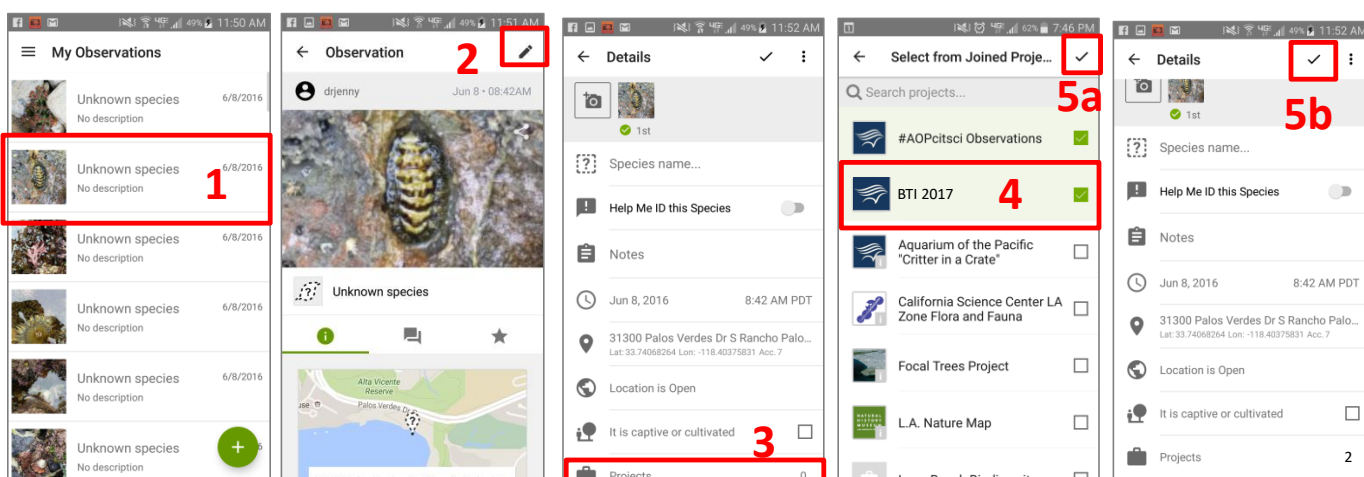 49% 11:50 AM
My Observations
Unknown species 6/8/2016
No description
Unknown species 6/8/2016
No description
1
Unknown species 6/8/2016
No description
Unknown species 6/8/2016
No description
Unknown species 6/8/2016
No description
Unknown species
No description
+
49% 11:51 AM
Observation
2
drjenny Jun 8 • 08:42AM
Unknown species
Alta Vicente
Reserve
Palos Verdes Dr
49% 11:52 AM
Details
1st
Species name...
Help Me ID this Species
Notes
Jun 8, 2016 8:42 AM PDT
31300 Palos Verdes Dr S Rancho Palo...
Lat: 33.74068264 Lon: -118.40375831 Acc. 7
Location is Open
It is captive or cultivated
3
Projects 0
62% 7:46 PM
Select from Joined Proje...
5a
Search projects...
#AOPcitsci Observations
BTI 2017
4
Aquarium of the Pacific
"Critter in a Crate"
California Science Center LA
Zone Flora and Fauna
Focal Trees Project
NATURAL
HISTORY
MUSEUM
L.A. Nature Map
49% 11:52 AM
Details
5b
1st
Species name...
Help Me ID this Species
Notes
Jun 8, 2016 8:42 AM PDT
31300 Palos Verdes Dr S Rancho Palo...
Lat: 33.74068264 Lon: -118.40375831 Acc. 7
Location is Open
It is captive or cultivated
Projects 2